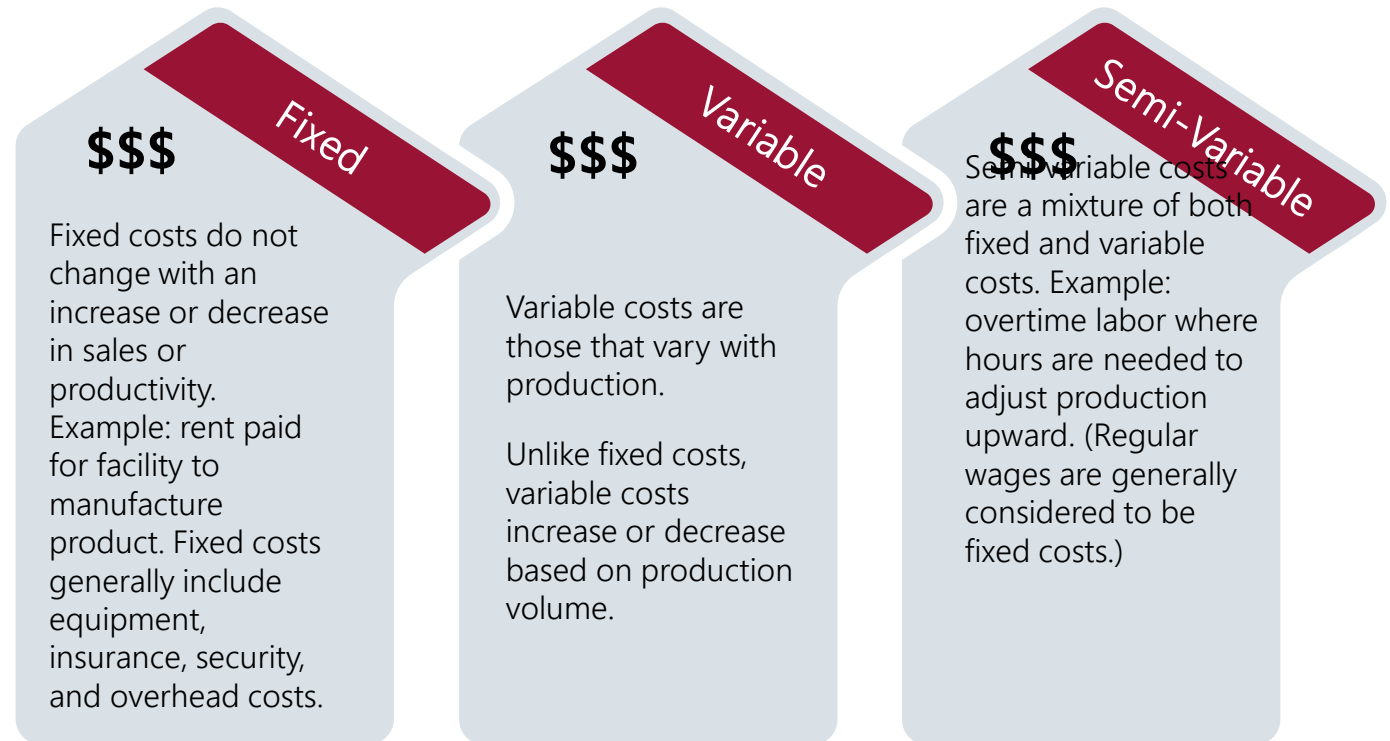 Fixed
$$$
Fixed costs do not
change with an
increase or decrease
in sales or
productivity.
Example: rent paid
for facility to
manufacture
product. Fixed costs
generally include
equipment,
insurance, security,
and overhead costs.
Variable
$$$
Variable costs are
those that vary with
production.
Unlike fixed costs,
variable costs
increase or decrease
based on production
volume.
Semi-Variable
$$$
Semi-variable costs
are a mixture of both
fixed and variable
costs. Example:
overtime labor where
hours are needed to
adjust production
upward. (Regular
wages are generally
considered to be
fixed costs.)